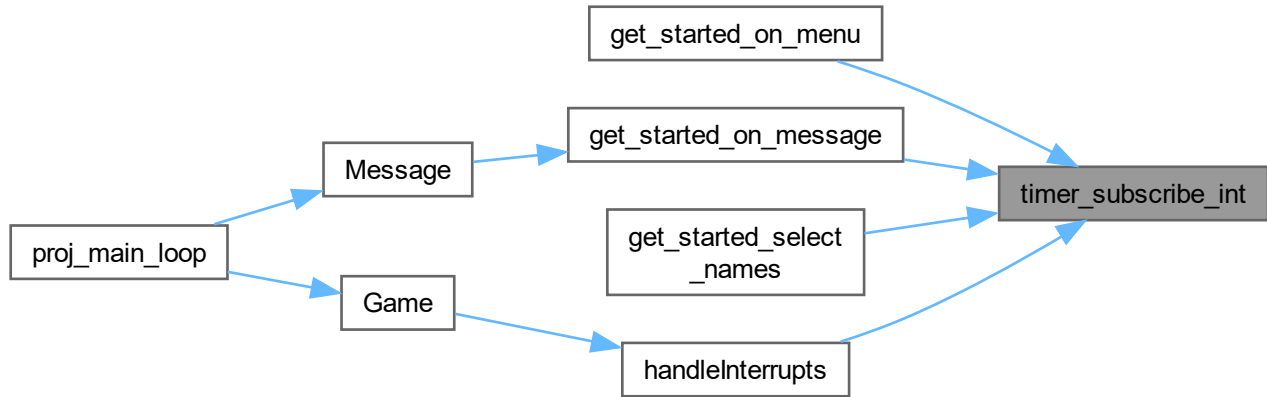 get_started_on_menu
get_started_on_message
Message
timer_subscribe_int
get_started_select
_names
proj_main_loop
Game
handleInterrupts